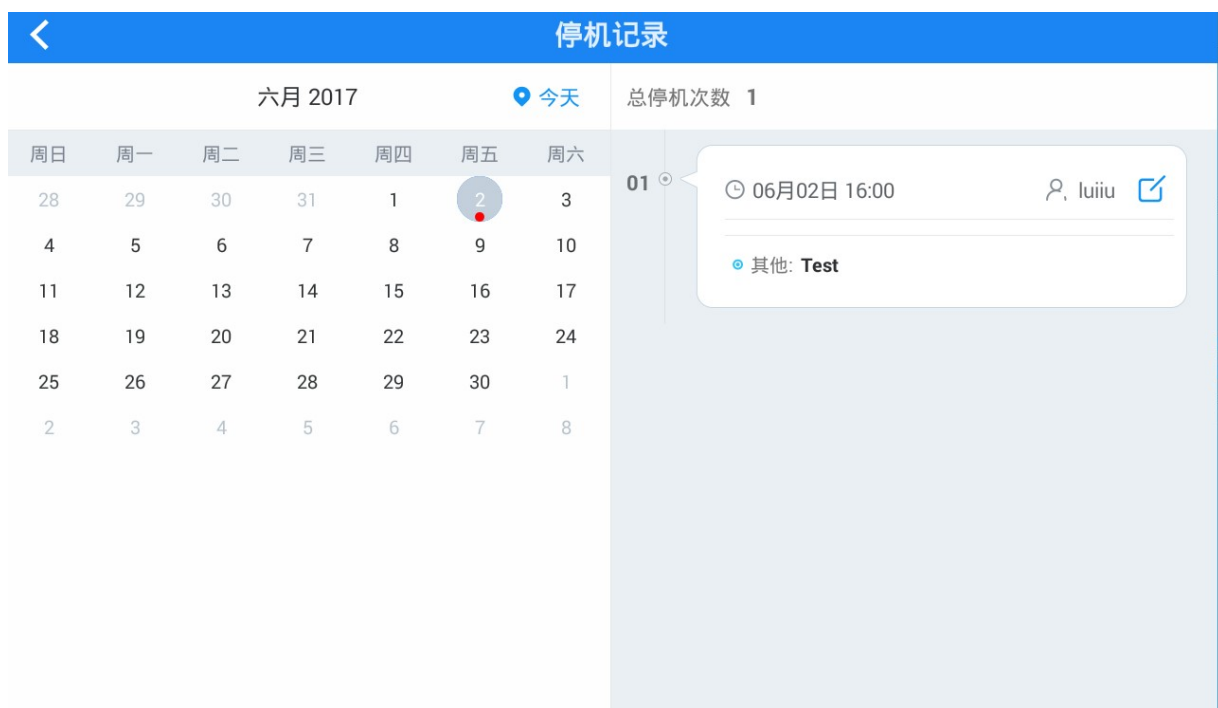 停机记录
六月 2017 今天
周日 周一 周二 周三 周四 周五 周六
28 29 30 31 1 2 3
4 5 6 7 8 9 10
11 12 13 14 15 16 17
18 19 20 21 22 23 24
25 26 27 28 29 30 1
2 3 4 5 6 7 8
总停机次数 1
01
06月02日 16:00 luiiu
其他: Test